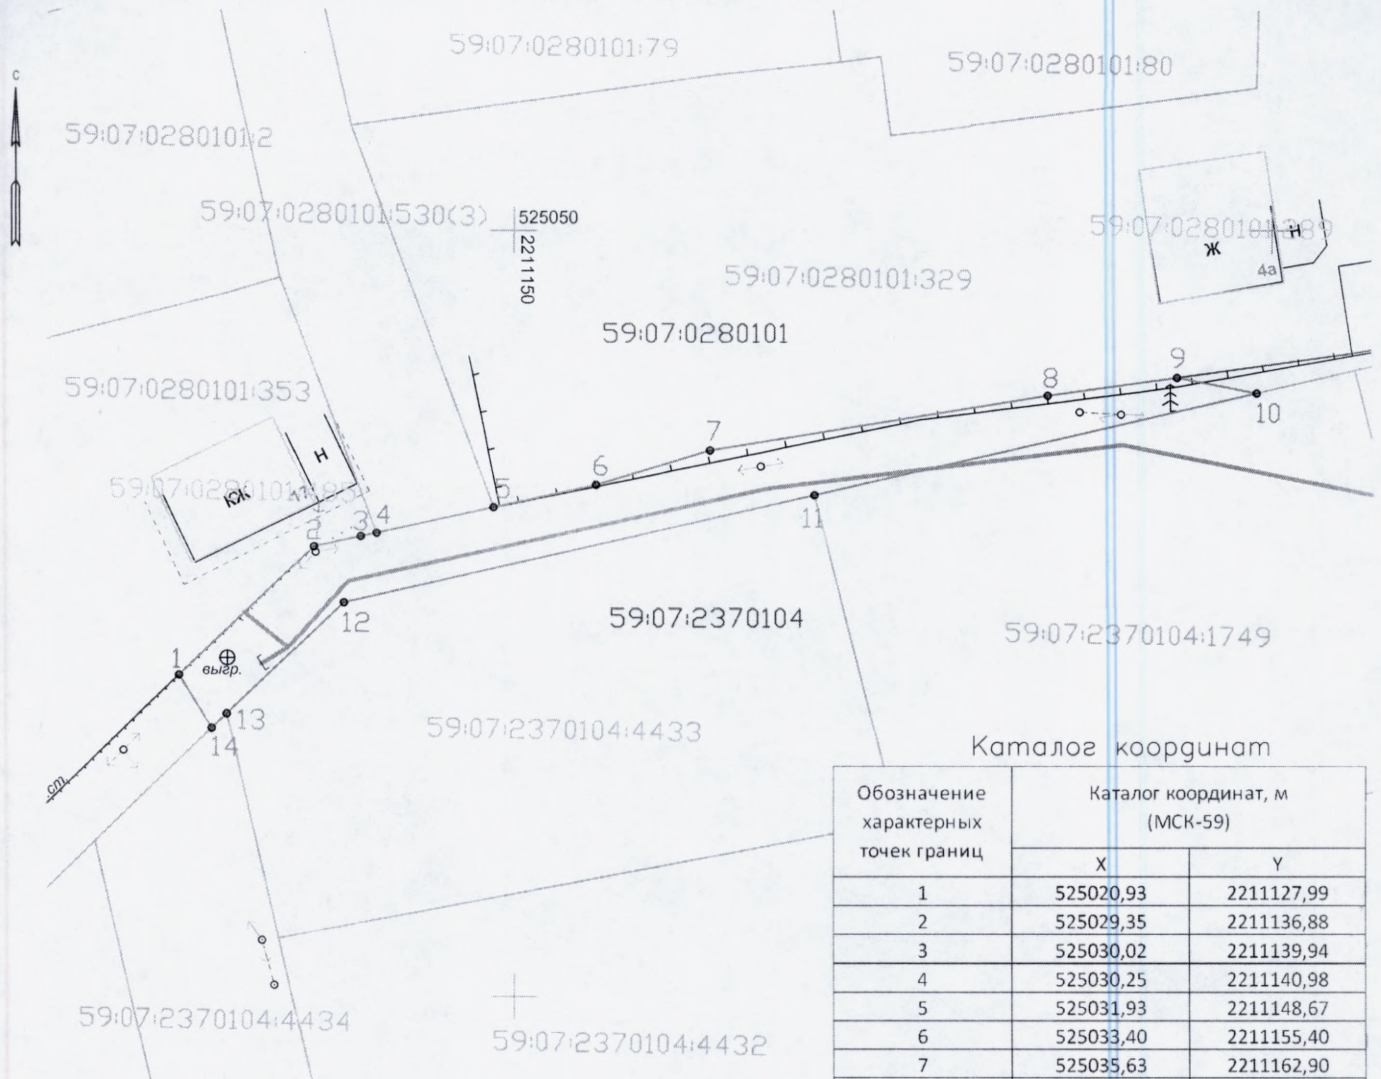 С
59:07:0280101:79
59:07:0280101:80
59:07:0280101:2
59:07:0280101:530(3)
525050
2211150
59:07:0280101:289
Н
Ж
4а
59:07:0280101:329
59:07:0280101
59:07:0280101:353
9
8
10
7
Н
6
КЖ
5
4
3
2
11
12
59:07:2370104
59:07:2370104:1749
1
выгр.
13
14
59:07:2370104:4433
ст.
59:07:2370104:4434
59:07:2370104:4432
Каталог координат
Обозначение характерных точек границ
Каталог координат, м
(МСК-59)
X Y
1 525020,93 2211127,99
2 525029,35 2211136,88
3 525030,02 2211139,94
4 525030,25 2211140,98
5 525031,93 2211148,67
6 525033,40 2211155,40
7 525035,63 2211162,90